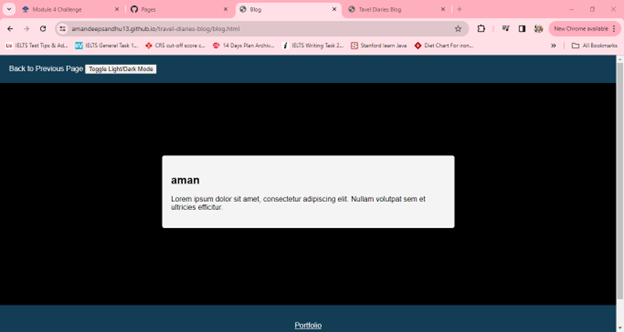 Module 4 Challenge
Pages
Blog
Tavel Diaries Blog
amandeepsandhu13.github.io/travel-diaries-blog/blog.html
New Chrome available
IELTS Test Tips & Ad...
IELTS General Task 1...
CRS cut-off score c...
14 Days Plan Archiv...
IELTS Writing Task 2...
Stanford learn Java
Diet Chart For iron...
All Bookmarks
Back to Previous Page Toggle Light/Dark Mode
aman
Lorem ipsum dolor sit amet, consectetur adipiscing elit. Nullam volutpat sem et
ultricies efficitur.
Portfolio